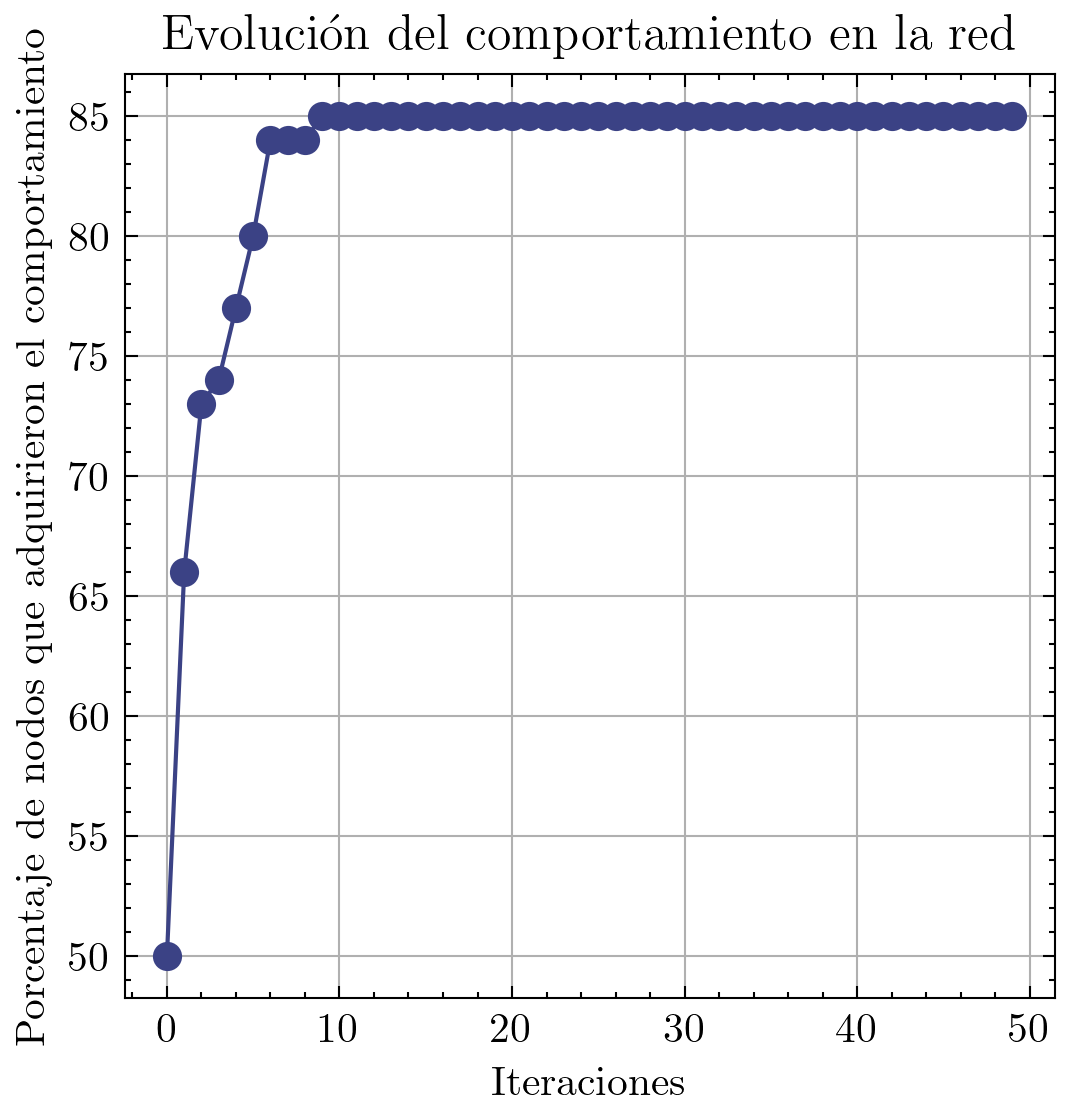 Evolución del comportamiento en la red
Porcentaje de nodos que adquirieron el comportamiento
85
80
75
70
65
60
55
50
0 10 20 30 40 50
Iteraciones